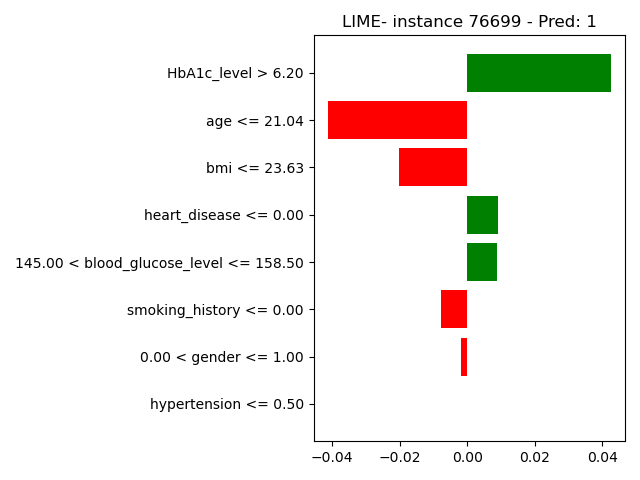 LIME- instance 76699 - Pred: 1
HbA1c_level > 6.20
age <= 21.04
bmi <= 23.63
heart_disease <= 0.00
145.00 < blood_glucose_level <= 158.50
smoking_history <= 0.00
0.00 < gender <= 1.00
hypertension <= 0.50
−0.04 −0.02 0.00 0.02 0.04